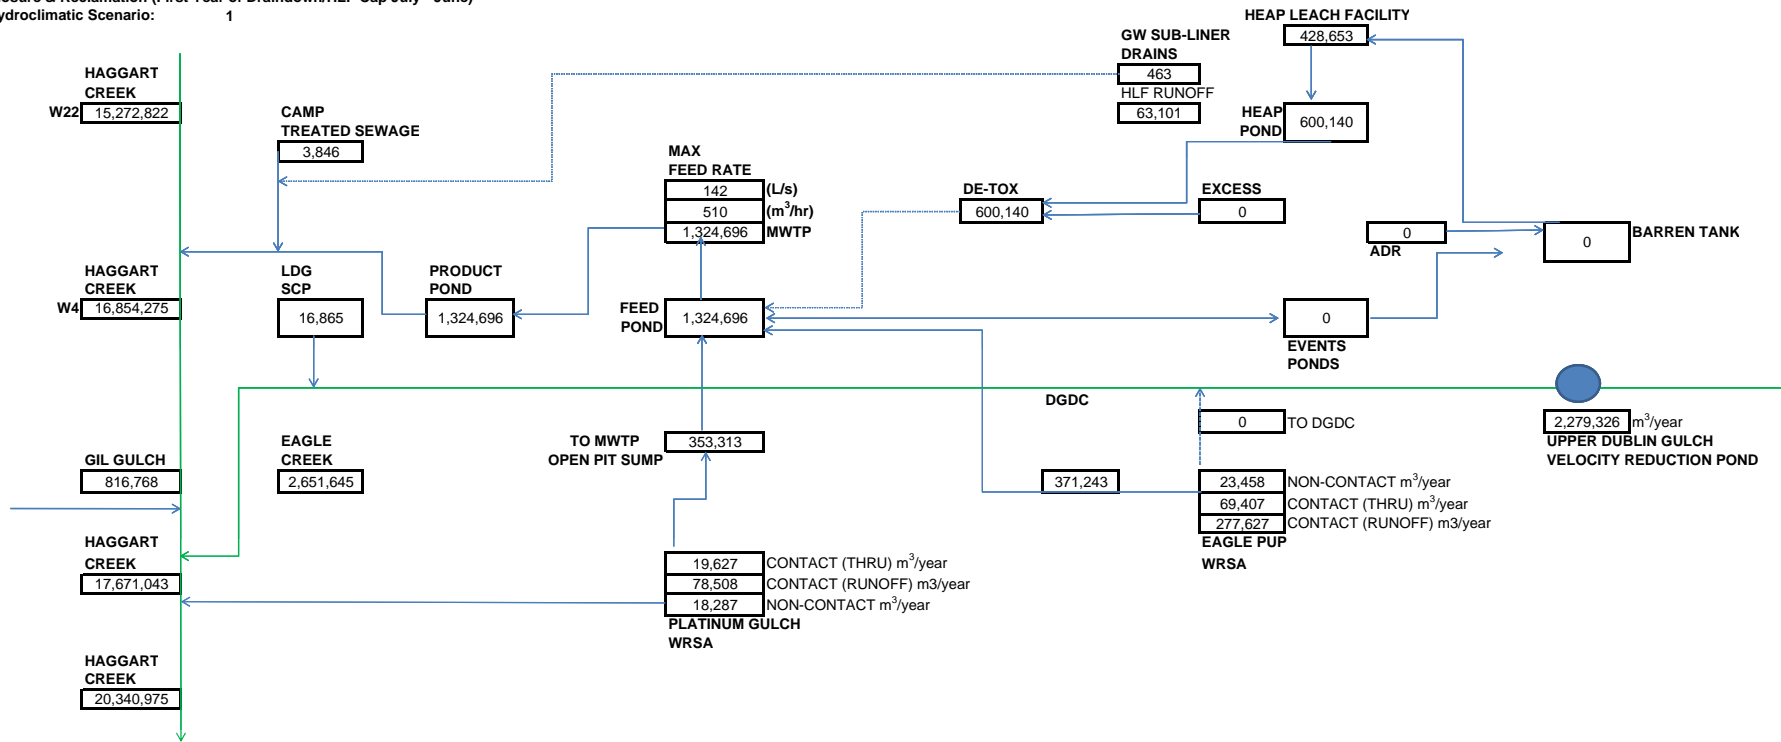 Hydroclimatic Scenario: 1
HEAP LEACH FACILITY
428,653
GW SUB-LINER
DRAINS
463
HLF RUNOFF
63,101
HEAP
POND
600,140
HAGGART
CREEK
W22 15,272,822
CAMP
TREATED SEWAGE
3,846
MAX
FEED RATE
142 (L/s)
510 (m³/hr)
1,324,696 MWTP
DE-TOX
600,140
EXCESS
0
0
ADR
0
BARREN TANK
HAGGART
CREEK
W4 16,854,275
LDG
SCP
16,865
PRODUCT
POND
1,324,696
FEED
POND
1,324,696
0
EVENTS
PONDS
DGDC
0 TO DGDC
2,279,326 m³/year
UPPER DUBLIN GULCH
VELOCITY REDUCTION POND
GIL GULCH
816,768
EAGLE
CREEK
2,651,645
TO MWTP
OPEN PIT SUMP
353,313
371,243
23,458 NON-CONTACT m³/year
69,407 CONTACT (THRU) m³/year
277,627 CONTACT (RUNOFF) m3/year
EAGLE PUP
WRSA
HAGGART
CREEK
17,671,043
19,627 CONTACT (THRU) m³/year
78,508 CONTACT (RUNOFF) m3/year
18,287 NON-CONTACT m³/year
PLATINUM GULCH
WRSA
HAGGART
CREEK
20,340,975